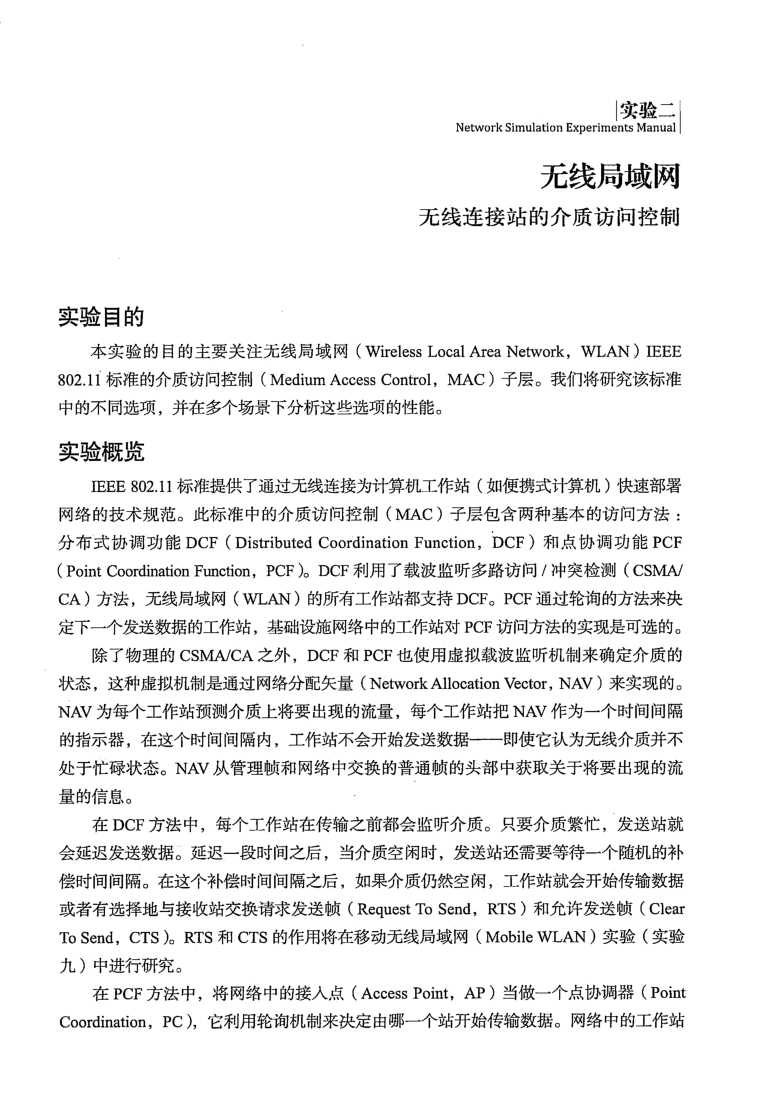 实验二
Network Simulation Experiments Manual
无线局域网
无线连接站的介质访问控制
实验目的
本实验的目的主要关注无线局域网（Wireless Local Area Network，WLAN）IEEE
802.11 标准的介质访问控制（Medium Access Control，MAC）子层。我们将研究该标准
中的不同选项，并在多个场景下分析这些选项的性能。
实验概览
IEEE 802.11 标准提供了通过无线连接为计算机工作站（如便携式计算机）快速部署
网络的技术规范。此标准中的介质访问控制（MAC）子层包含两种基本的访问方法：
分布式协调功能 DCF（Distributed Coordination Function，DCF）和点协调功能 PCF
（Point Coordination Function，PCF）。DCF 利用了载波监听多路访问 / 冲突检测（CSMA/
CA）方法，无线局域网（WLAN）的所有工作站都支持 DCF。PCF 通过轮询的方法来决
定下一个发送数据的工作站，基础设施网络中的工作站对 PCF 访问方法的实现是可选的。
除了物理的 CSMA/CA 之外，DCF 和 PCF 也使用虚拟载波监听机制来确定介质的
状态，这种虚拟机制是通过网络分配矢量（Network Allocation Vector，NAV）来实现的。
NAV 为每个工作站预测介质上将要出现的流量，每个工作站把 NAV 作为一个时间间隔
的指示器，在这个时间间隔内，工作站不会开始发送数据——即使它认为无线介质并不
处于忙碌状态。NAV 从管理帧和网络中交换的普通帧的头部中获取关于将要出现的流
量的信息。
在 DCF 方法中，每个工作站在传输之前都会监听介质。只要介质繁忙，发送站就
会延迟发送数据。延迟一段时间之后，当介质空闲时，发送站还需要等待一个随机的补
偿时间间隔。在这个补偿时间间隔之后，如果介质仍然空闲，工作站就会开始传输数据
或者有选择地与接收站交换请求发送帧（Request To Send，RTS）和允许发送帧（Clear
To Send，CTS）。RTS 和 CTS 的作用将在移动无线局域网（Mobile WLAN）实验（实验
九）中进行研究。
在 PCF 方法中，将网络中的接入点（Access Point，AP）当做一个点协调器（Point
Coordination，PC），它利用轮询机制来决定由哪一个站开始传输数据。网络中的工作站